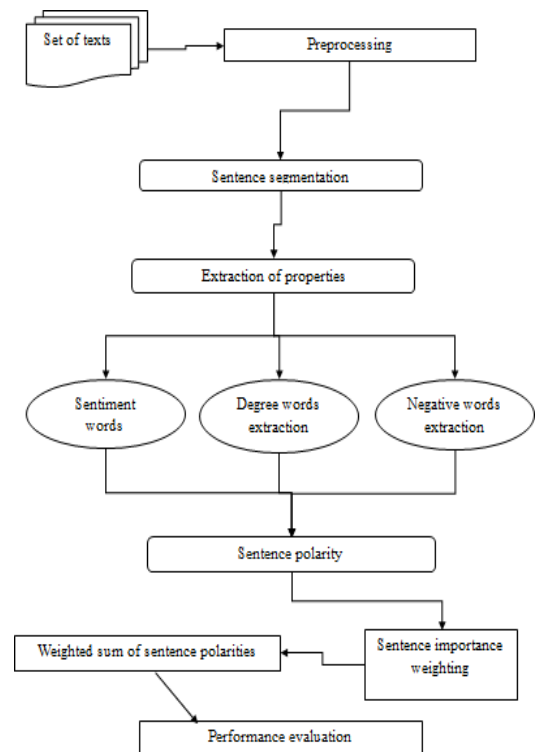 Set of texts
Preprocessing
Sentence segmentation
Extraction of properties
Sentiment
words
Degree words
extraction
Negative words
extraction
Sentence polarity
Sentence importance
weighting
Weighted sum of sentence polarities
Performance evaluation